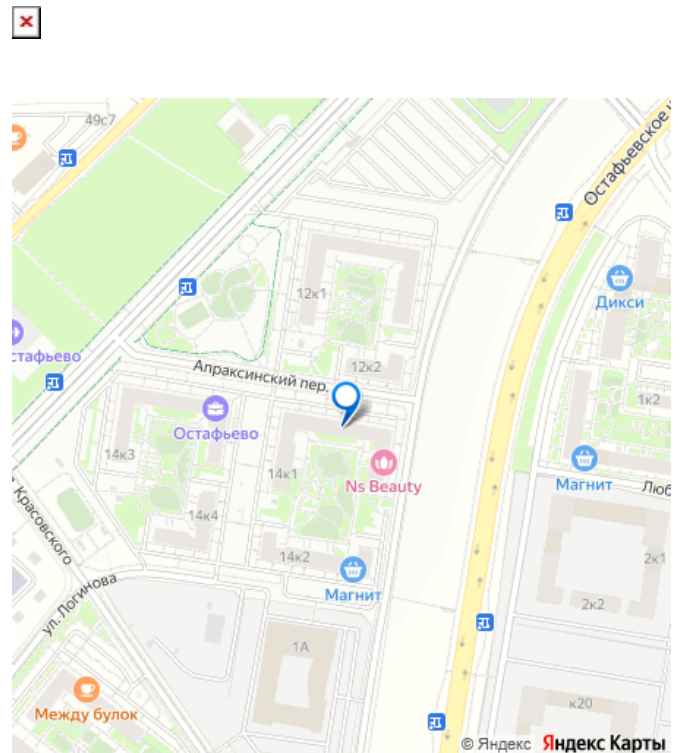 49с7
Остафьевское
Дикси
12к1
стафьево
12к2
Апраксинский пер.
1к2
Остафьево
14к3
14к1
Ns Beauty
Магнит
Люб
Красовского
14к4
14к2
2к1
ул. Логинова
Магнит
2к2
1А
к20
Между булок
© Яндекс Яндекс Карты